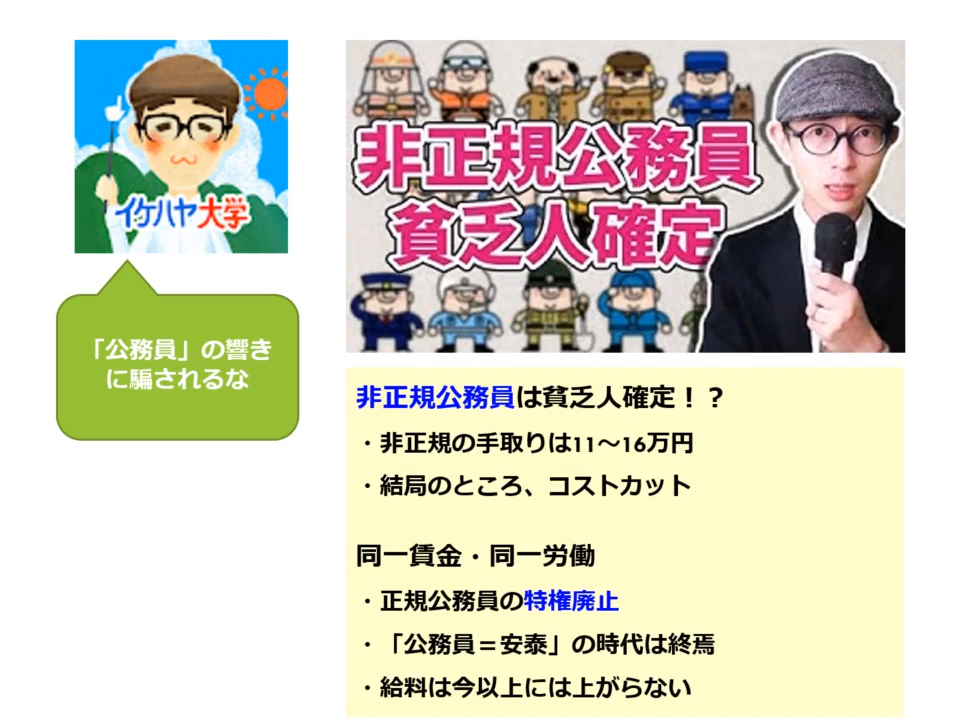 イケハヤ大学
「公務員」の響き
に騙されるな
非正規公務員
貧乏人確定
非正規公務員は貧乏人確定！？
・非正規の手取りは11～16万円
・結局のところ、コストカット
同一賃金・同一労働
・正規公務員の特権廃止
・「公務員＝安泰」の時代は終焉
・給料は今以上には上がらない